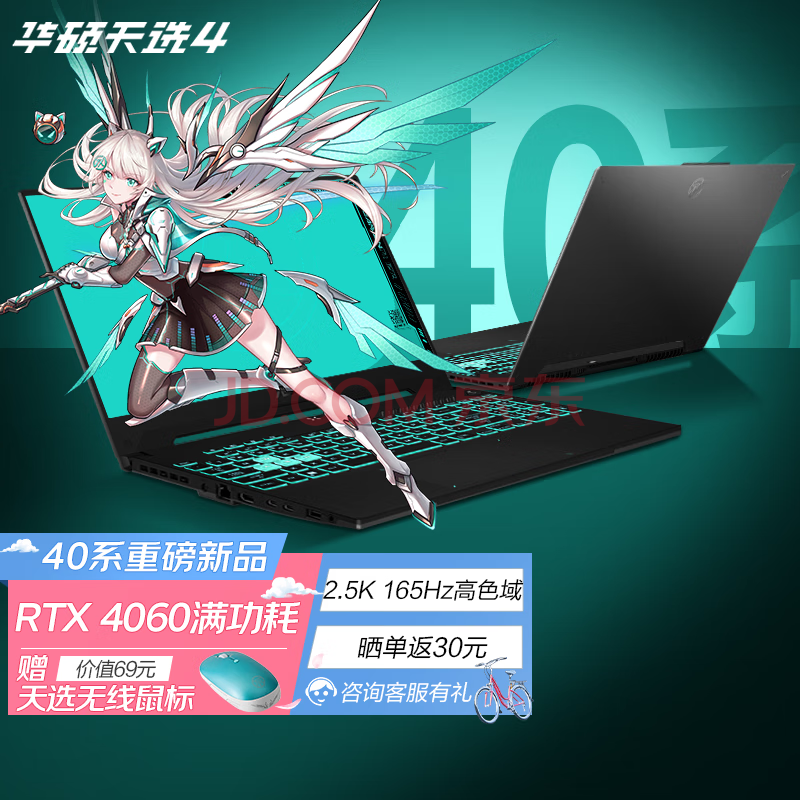 华硕天选4
40系
JD.COM 京东
40系重磅新品
RTX 4060满功耗
赠 价值69元
天选无线鼠标
2.5K 165Hz高色域
晒单返30元
咨询客服有礼